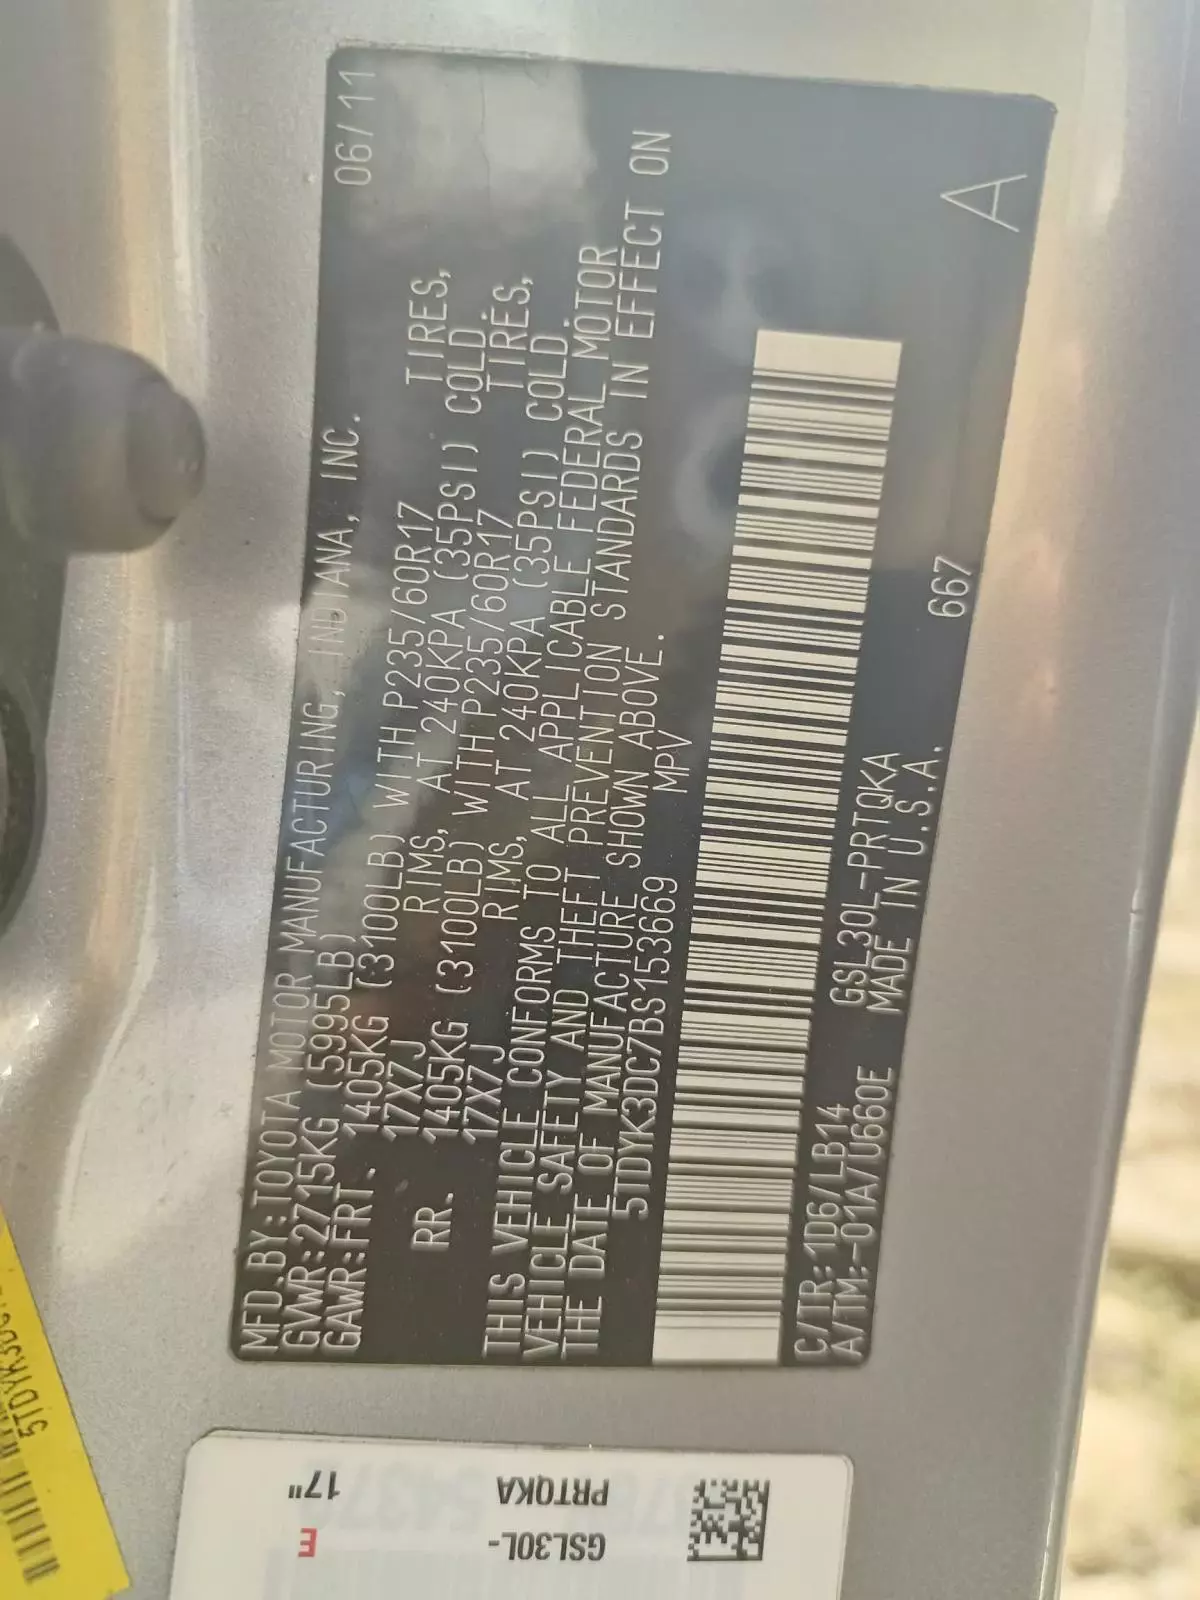 MFD.BY:TOYOTA MOTOR MANUFACTURING, INDIANA, INC. 06/11
GVWR:2715KG (5995LB)
GAWR:FRT. 1405KG (3100LB) WITH P235/60R17 TIRES,
17X7J RIMS, AT 240KPA (35PSI) COLD.
RR. 1405KG (3100LB) WITH P235/60R17 TIRES,
17X7J RIMS, AT 240KPA (35PSI) COLD.
THIS VEHICLE CONFORMS TO ALL APPLICABLE FEDERAL MOTOR
VEHICLE SAFETY AND THEFT PREVENTION STANDARDS IN EFFECT ON
THE DATE OF MANUFACTURE SHOWN ABOVE.
5TDYK3DC7BS153669 MPV
C/TR:1D6/LB14 GSL30L-PRTQKA 667
A/TM:-01A/U660E MADE IN U.S.A.
A
GSL30L-
PRTQKA
E
17"